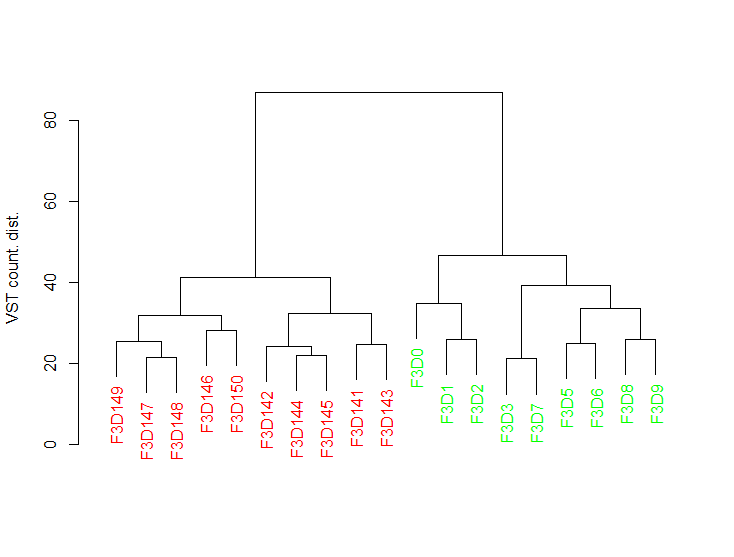 VST count. dist.
80
60
40
20
0
F3D149
F3D147
F3D148
F3D146
F3D150
F3D142
F3D144
F3D145
F3D141
F3D143
F3D0
F3D1
F3D2
F3D3
F3D7
F3D5
F3D6
F3D8
F3D9